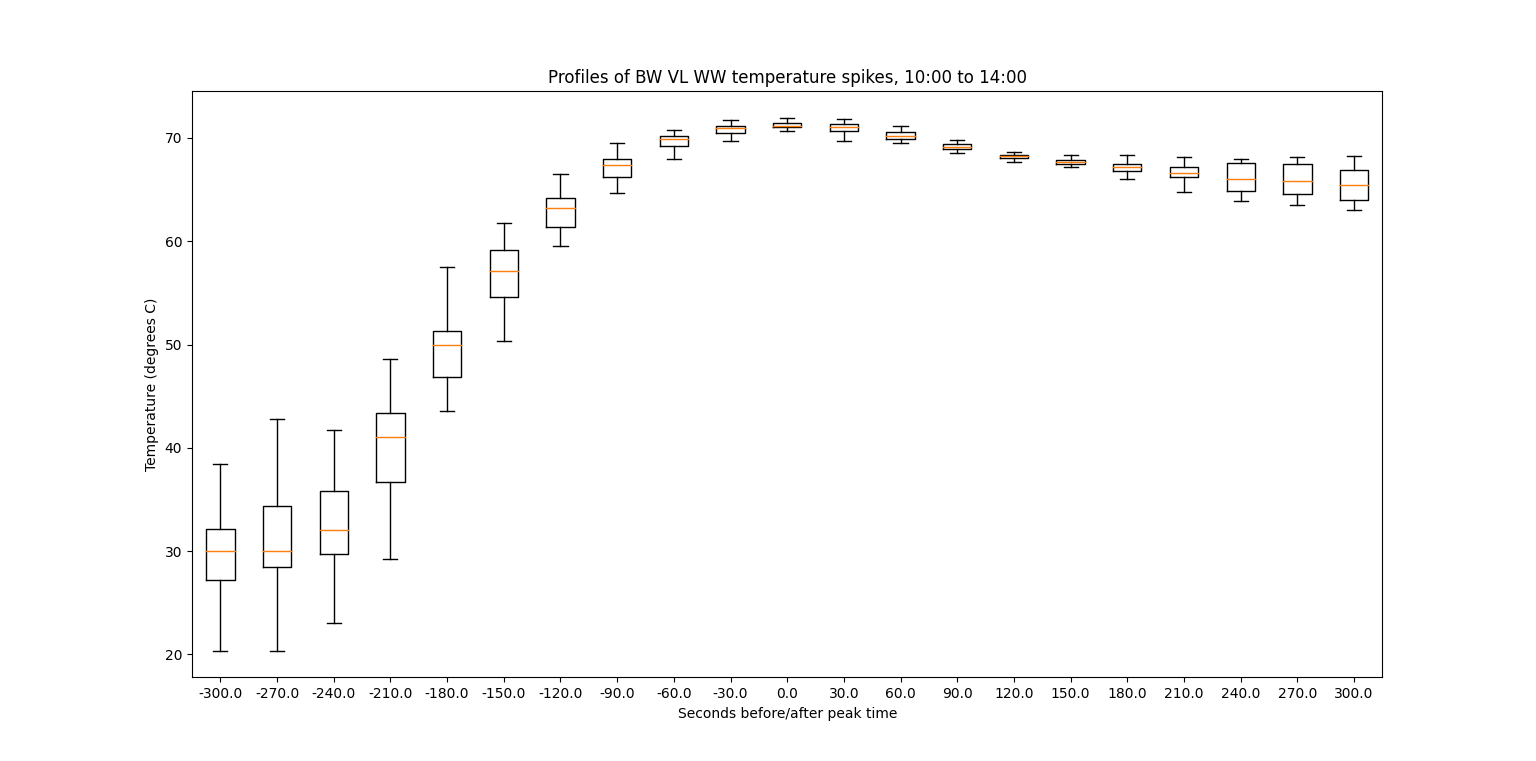 Profiles of BW VL WW temperature spikes, 10:00 to 14:00
70
60
50
40
30
20
Temperature (degrees C)
-300.0 -270.0 -240.0 -210.0 -180.0 -150.0 -120.0 -90.0 -60.0 -30.0 0.0 30.0 60.0 90.0 120.0 150.0 180.0 210.0 240.0 270.0 300.0
Seconds before/after peak time